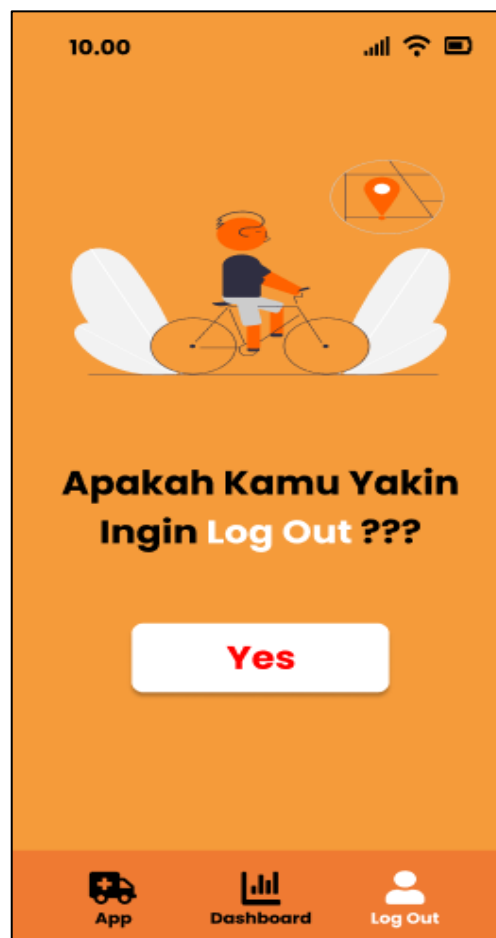 10.00
Apakah Kamu Yakin
Ingin Log Out ???
Yes
App
Dashboard
Log Out